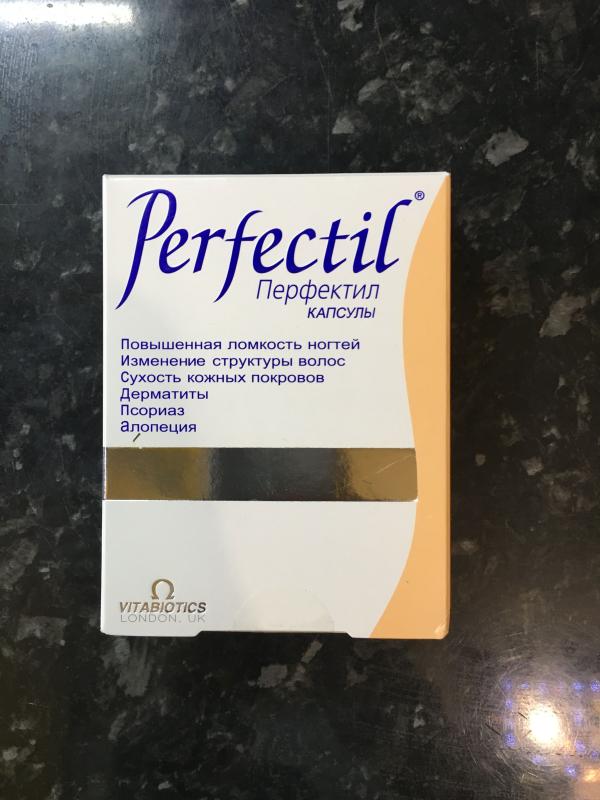 Perfectil®
Перфектил
КАПСУЛЫ
Повышенная ломкость ногтей
Изменение структуры волос
Сухость кожных покровов
Дерматиты
Псориаз
алопеция
VITABIOTICS
LONDON, UK